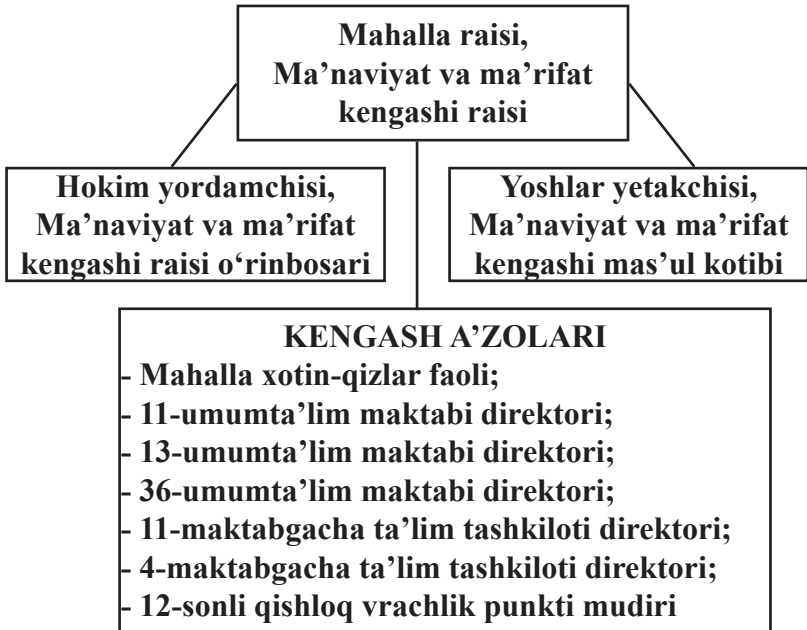 Mahalla raisi,
Ma’naviyat va ma’rifat
kengashi raisi
Hokim yordamchisi,
Ma’naviyat va ma’rifat
kengashi raisi o‘rinbosari
Yoshlar yetakchisi,
Ma’naviyat va ma’rifat
kengashi mas’ul kotibi
KENGASH A’ZOLARI
- Mahalla xotin-qizlar faoli;
- 11-umumta’lim maktabi direktori;
- 13-umumta’lim maktabi direktori;
- 36-umumta’lim maktabi direktori;
- 11-maktabgacha ta’lim tashkiloti direktori;
- 4-maktabgacha ta’lim tashkiloti direktori;
- 12-sonli qishloq vrachlik punkti mudiri